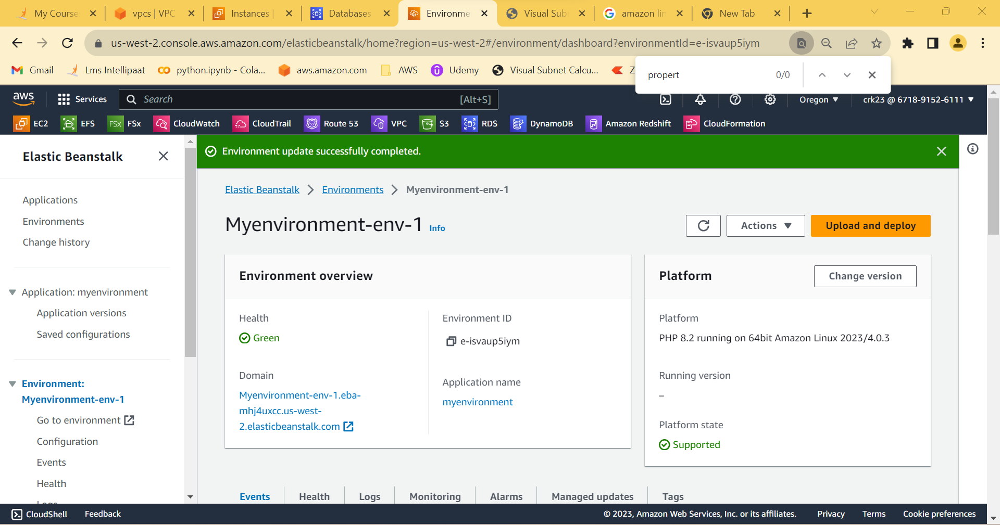 My Course
vpcs | VPC
Instances |
Databases
Environme
Visual Sub
amazon lin
New Tab
us-west-2.console.aws.amazon.com/elasticbeanstalk/home?region=us-west-2#/environment/dashboard?environmentId=e-isvaup5iym
Gmail
Lms Intellipaat
python.ipynb - Cola...
aws.amazon.com
AWS
Udemy
Visual Subnet Calcu...
Z
propert
0/0
aws
Services
Search
[Alt+S]
Oregon
crk23 @ 6718-9152-6111
EC2
EFS
FSx
FSx
CloudWatch
CloudTrail
53
Route 53
VPC
S3
RDS
DynamoDB
Amazon Redshift
CloudFormation
Elastic Beanstalk
Applications
Environments
Change history
Application: myenvironment
Application versions
Saved configurations
Environment:
Myenvironment-env-1
Go to environment
Configuration
Events
Health
Logs
Environment update successfully completed.
Elastic Beanstalk
Environments
Myenvironment-env-1
Myenvironment-env-1
Info
Actions
Upload and deploy
Environment overview
Health
Green
Domain
Myenvironment-env-1.eba-
mhj4uxcc.us-west-
2.elasticbeanstalk.com
Environment ID
e-isvaup5iym
Application name
myenvironment
Platform
Change version
Platform
PHP 8.2 running on 64bit Amazon Linux 2023/4.0.3
Running version
–
Platform state
Supported
Events
Health
Logs
Monitoring
Alarms
Managed updates
Tags
CloudShell
Feedback
© 2023, Amazon Web Services, Inc. or its affiliates.
Privacy
Terms
Cookie preferences